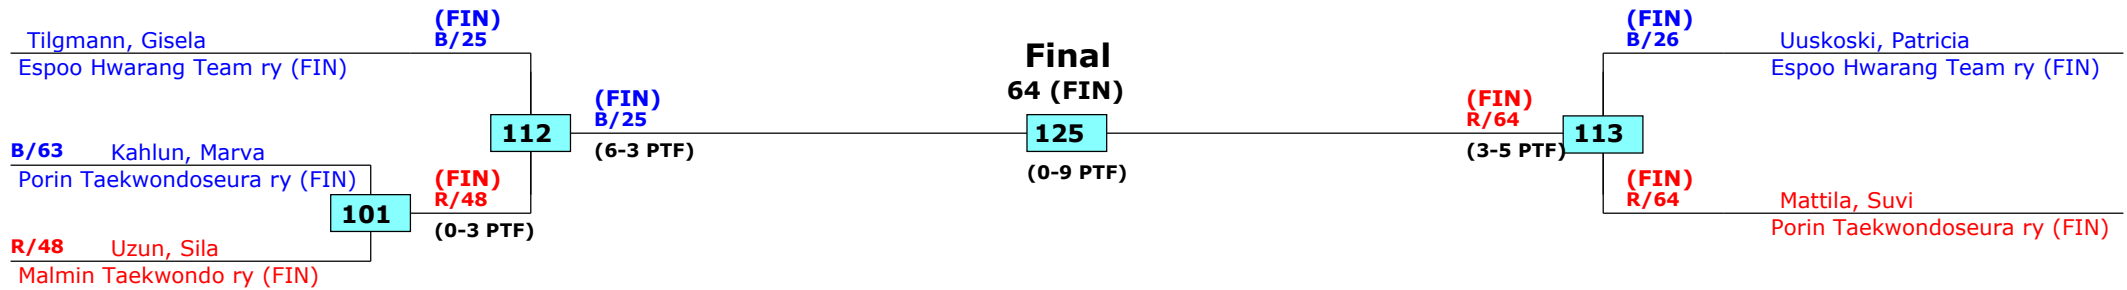 Tilgmann, Gisela
Espoo Hwarang Team ry (FIN)
(FIN)
B/25
B/63 Kahlun, Marva
Porin Taekwondoseura ry (FIN)
R/48 Uzun, Sila
Malmin Taekwondo ry (FIN)
101
(FIN)
R/48
(0-3 PTF)
112
(FIN)
B/25
(6-3 PTF)
Final
64 (FIN)
125
(0-9 PTF)
(FIN)
R/64
(3-5 PTF)
113
(FIN)
B/26
Uuskoski, Patricia
Espoo Hwarang Team ry (FIN)
(FIN)
R/64
Mattila, Suvi
Porin Taekwondoseura ry (FIN)